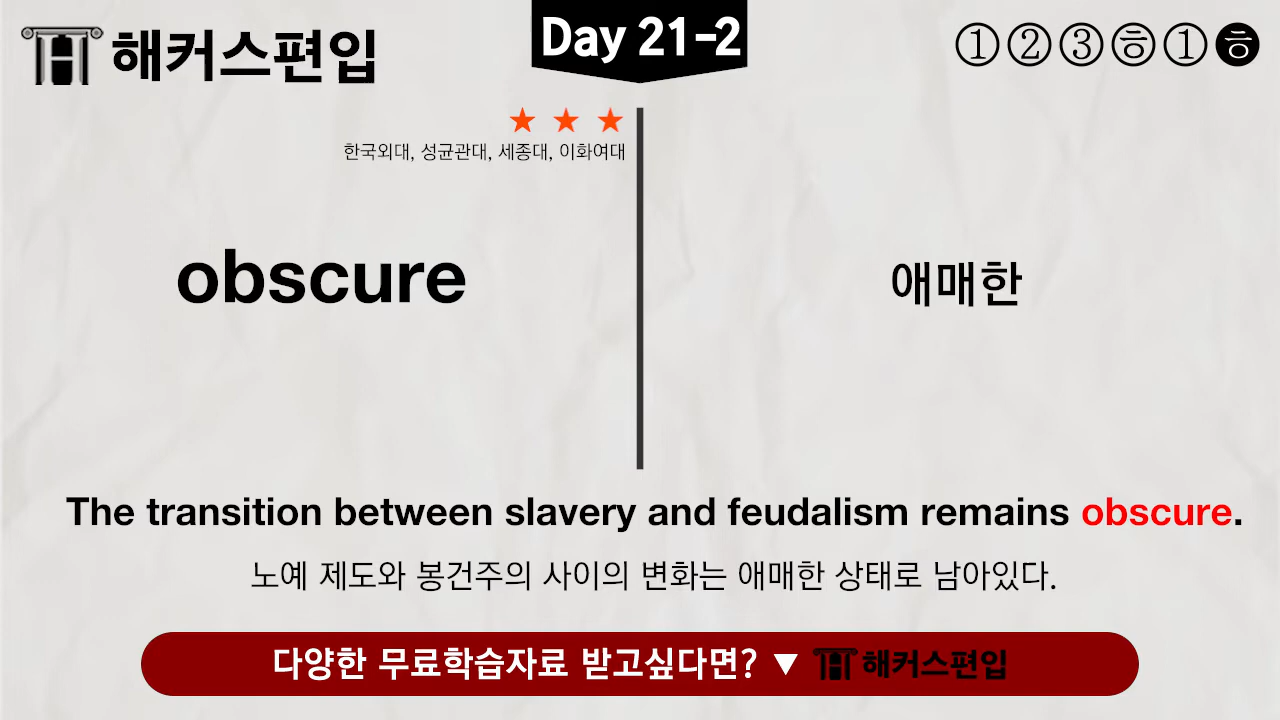 해커스편입
Day 21-2
① ② ③ ㅎ ① ㅎ
★ ★ ★
한국외대, 성균관대, 세종대, 이화여대
obscure
애매한
The transition between slavery and feudalism remains obscure.
노예 제도와 봉건주의 사이의 변화는 애매한 상태로 남아있다.
다양한 무료학습자료 받고싶다면? ▼ 해커스편입